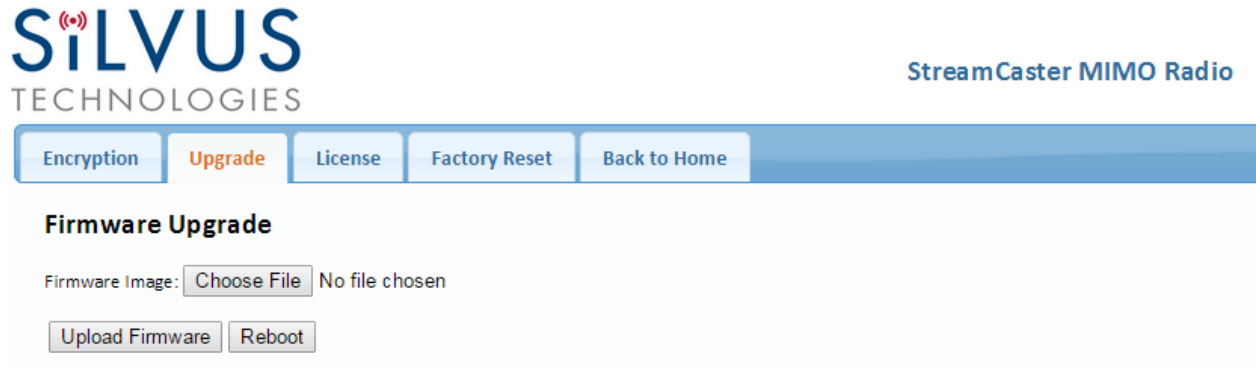 SiLVUS
TECHNOLOGIES
StreamCaster MIMO Radio
Encryption Upgrade License Factory Reset Back to Home
Firmware Upgrade
Firmware Image: Choose File No file chosen
Upload Firmware Reboot